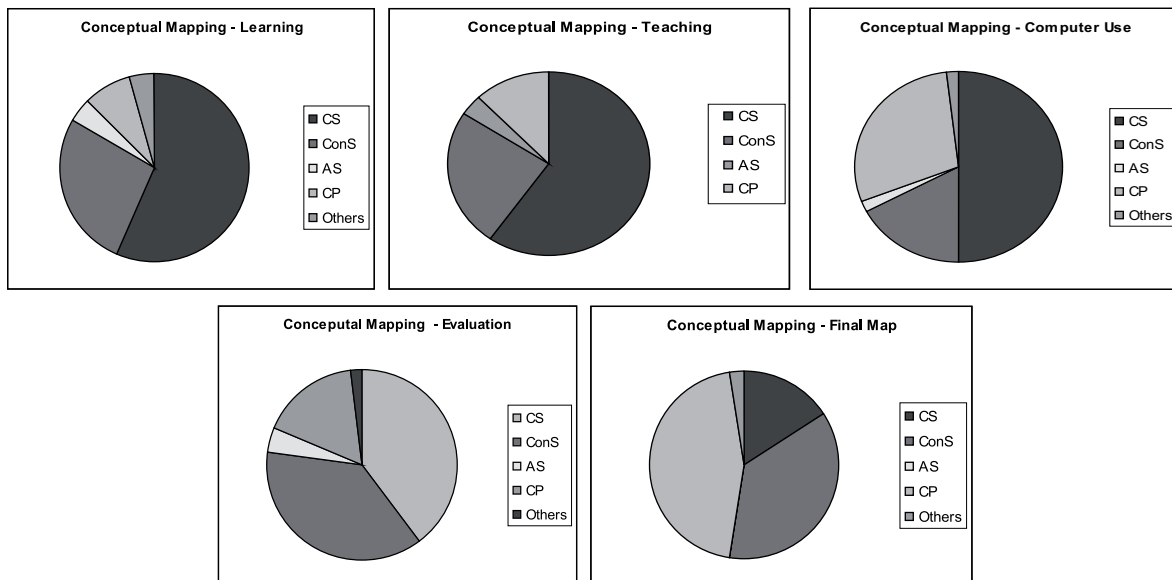 Conceptual Mapping - Learning
CS
ConS
AS
CP
Others
Conceptual Mapping - Teaching
CS
ConS
AS
CP
Conceptual Mapping - Computer Use
CS
ConS
AS
CP
Others
Conceputal Mapping - Evaluation
CS
ConS
AS
CP
Others
Conceptual Mapping - Final Map
CS
ConS
AS
CP
Others